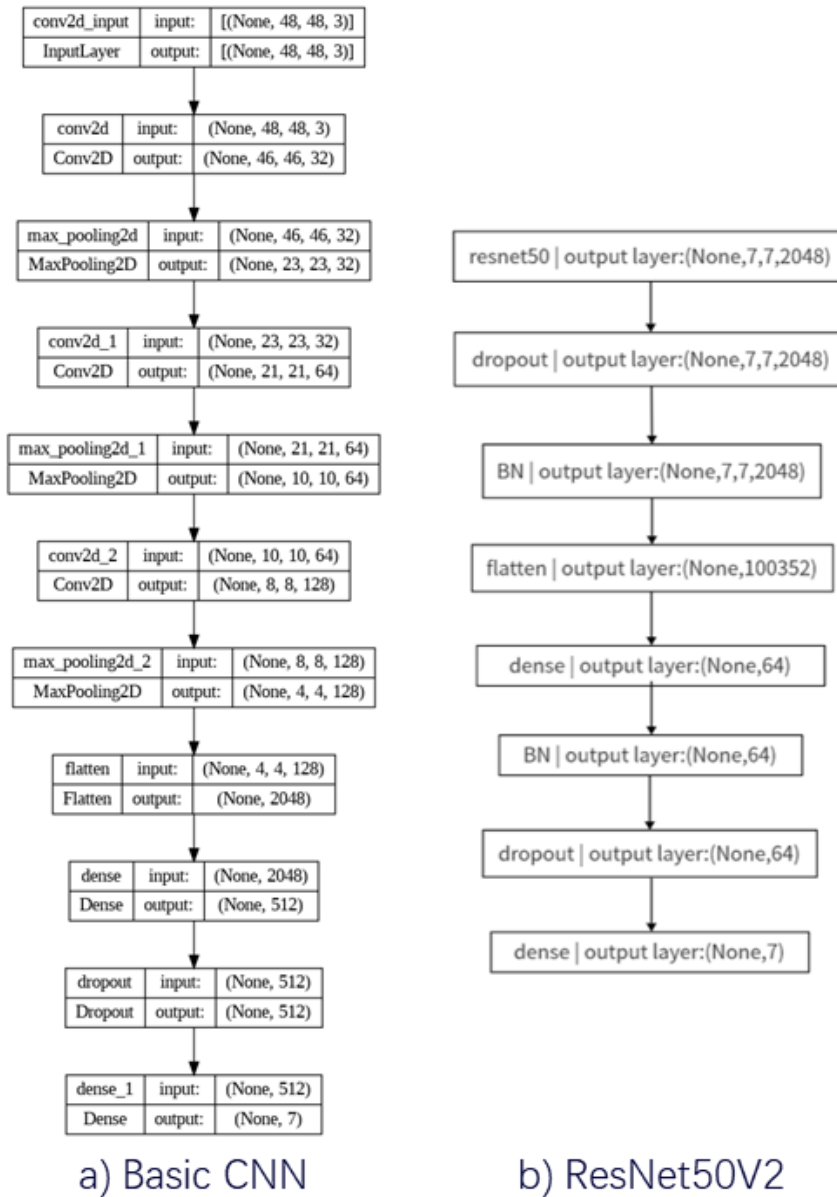 conv2d_input input: [(None, 48, 48, 3)]
InputLayer output: [(None, 48, 48, 3)]
conv2d input: (None, 48, 48, 3)
Conv2D output: (None, 46, 46, 32)
max_pooling2d input: (None, 46, 46, 32)
MaxPooling2D output: (None, 23, 23, 32)
conv2d_1 input: (None, 23, 23, 32)
Conv2D output: (None, 21, 21, 64)
max_pooling2d_1 input: (None, 21, 21, 64)
MaxPooling2D output: (None, 10, 10, 64)
conv2d_2 input: (None, 10, 10, 64)
Conv2D output: (None, 8, 8, 128)
max_pooling2d_2 input: (None, 8, 8, 128)
MaxPooling2D output: (None, 4, 4, 128)
flatten input: (None, 4, 4, 128)
Flatten output: (None, 2048)
dense input: (None, 2048)
Dense output: (None, 512)
dropout input: (None, 512)
Dropout output: (None, 512)
dense_1 input: (None, 512)
Dense output: (None, 7)
a) Basic CNN
resnet50 | output layer:(None,7,7,2048)
dropout | output layer:(None,7,7,2048)
BN | output layer:(None,7,7,2048)
flatten | output layer:(None,100352)
dense | output layer:(None,64)
BN | output layer:(None,64)
dropout | output layer:(None,64)
dense | output layer:(None,7)
b) ResNet50V2